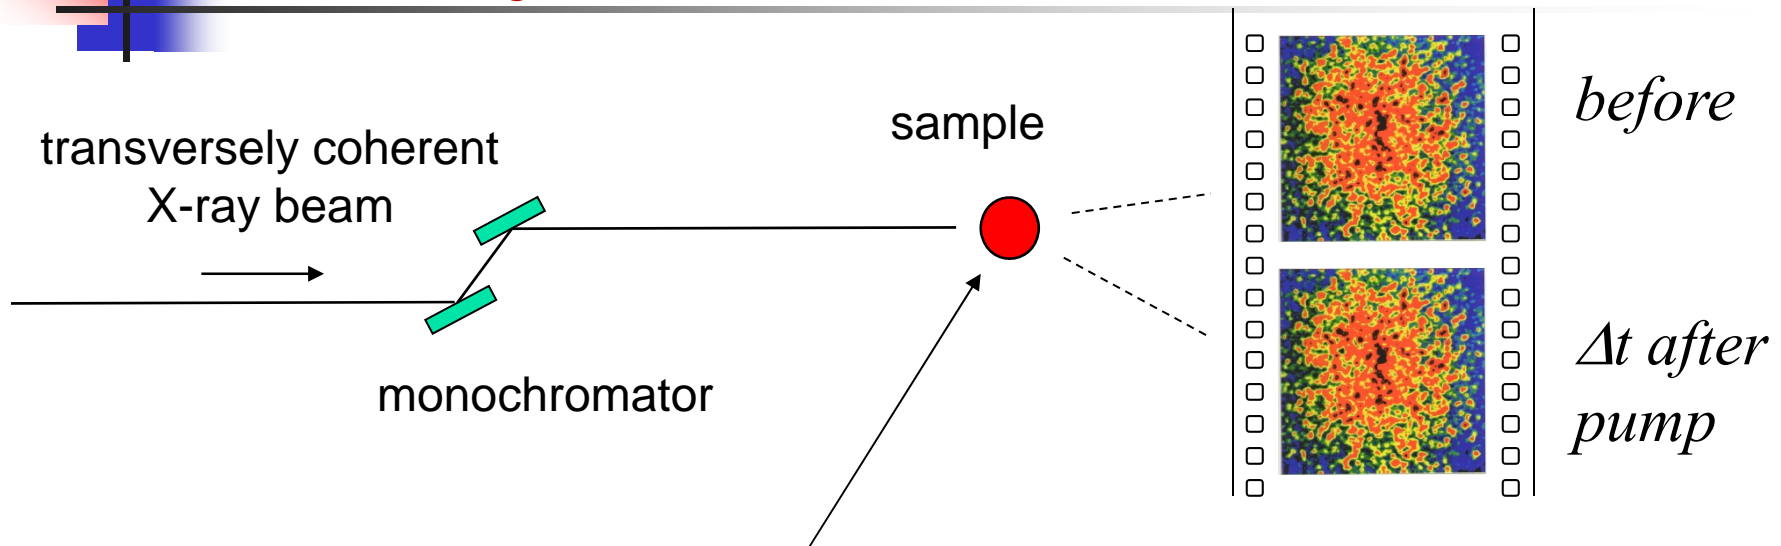 transversely coherent
X-ray beam
sample
monochromator
before
Δt after
pump